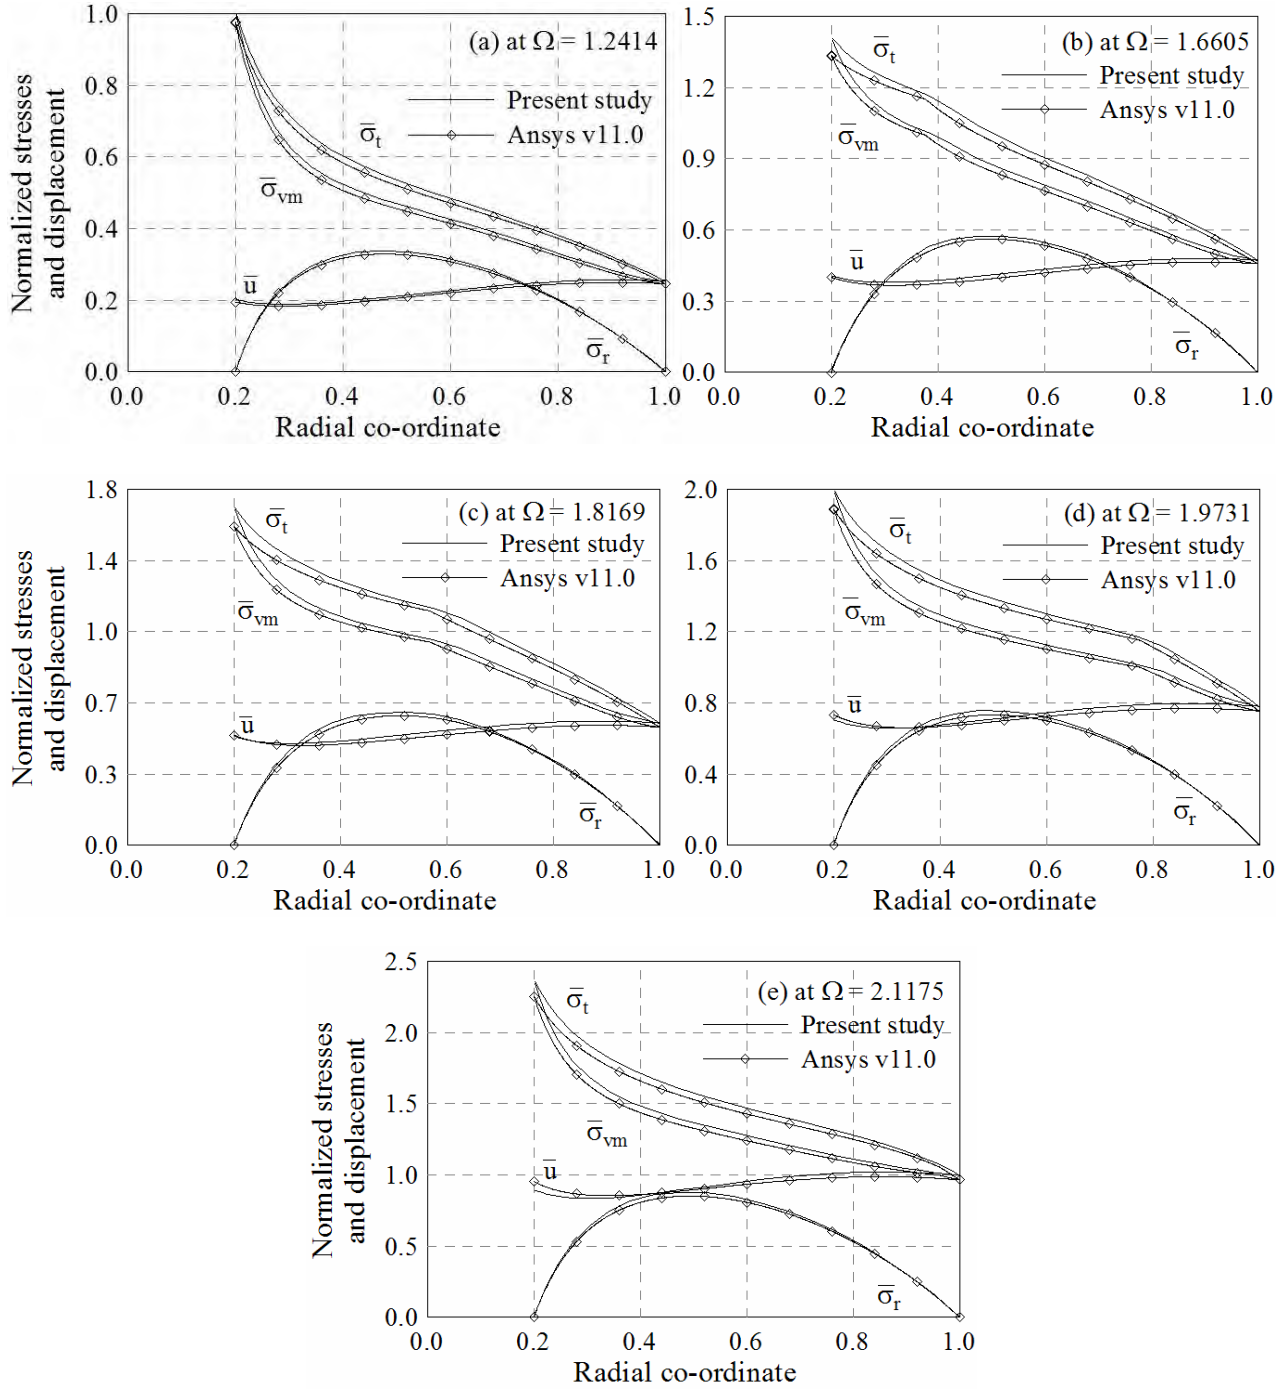 Normalized stresses
and displacement
1.0
0.8
0.6
0.4
0.2
0.0
(a) at Ω = 1.2414
Present study
Ansys v11.0
σ̅t
σ̅vm
u̅
σ̅r
0.0 0.2 0.4 0.6 0.8 1.0
Radial co-ordinate
1.5
1.2
0.9
0.6
0.3
0.0
(b) at Ω = 1.6605
Present study
Ansys v11.0
σ̅t
σ̅vm
u̅
σ̅r
0.0 0.2 0.4 0.6 0.8 1.0
Radial co-ordinate
Normalized stresses
and displacement
1.8
1.4
1.0
0.7
0.3
0.0
(c) at Ω = 1.8169
Present study
Ansys v11.0
σ̅t
σ̅vm
u̅
σ̅r
0.0 0.2 0.4 0.6 0.8 1.0
Radial co-ordinate
2.0
1.6
1.2
0.8
0.4
0.0
(d) at Ω = 1.9731
Present study
Ansys v11.0
σ̅t
σ̅vm
u̅
σ̅r
0.0 0.2 0.4 0.6 0.8 1.0
Radial co-ordinate
Normalized stresses
and displacement
2.5
2.0
1.5
1.0
0.5
0.0
(e) at Ω = 2.1175
Present study
Ansys v11.0
σ̅t
σ̅vm
u̅
σ̅r
0.0 0.2 0.4 0.6 0.8 1.0
Radial co-ordinate